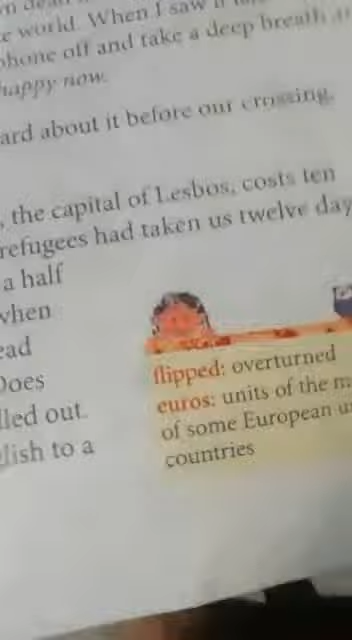 e world. When I saw it
phone off and take a deep breath
happy now.
ard about it before our crossing.
, the capital of Lesbos, costs ten
refugees had taken us twelve day
a half
when
ead
Does
lled out.
lish to a
flipped: overturned
euros: units of the m
of some European u
countries